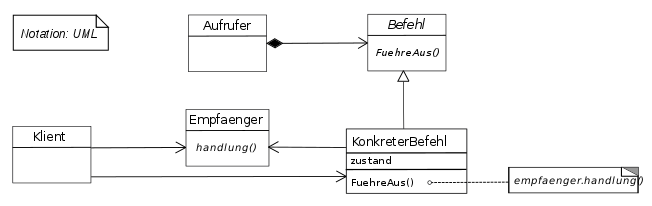 Notation: UML
Aufrufer
Befehl
FuehreAus()
Empfaenger
handlung()
Klient
KonkreterBefehl
zustand
FuehreAus()
empfaenger.handlung()